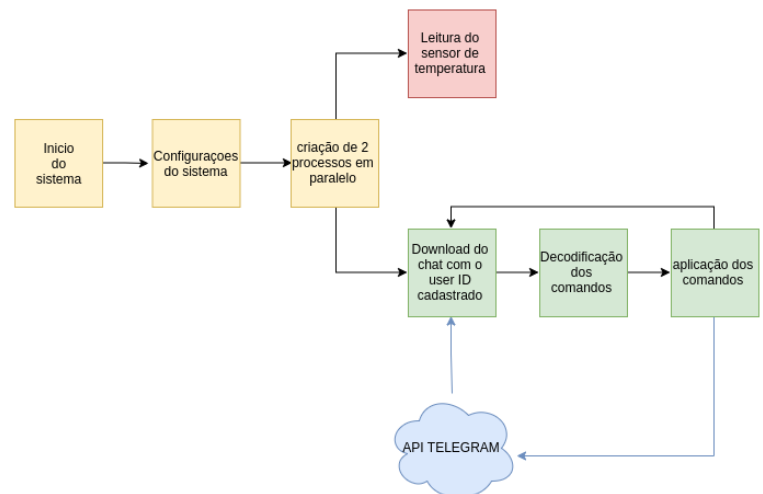 Leitura do
sensor de
temperatura
Inicio
do
sistema
Configuraçoes
do sistema
criação de 2
processos em
paralelo
Download do
chat com o
user ID
cadastrado
Decodificação
dos
comandos
aplicação dos
comandos
API TELEGRAM